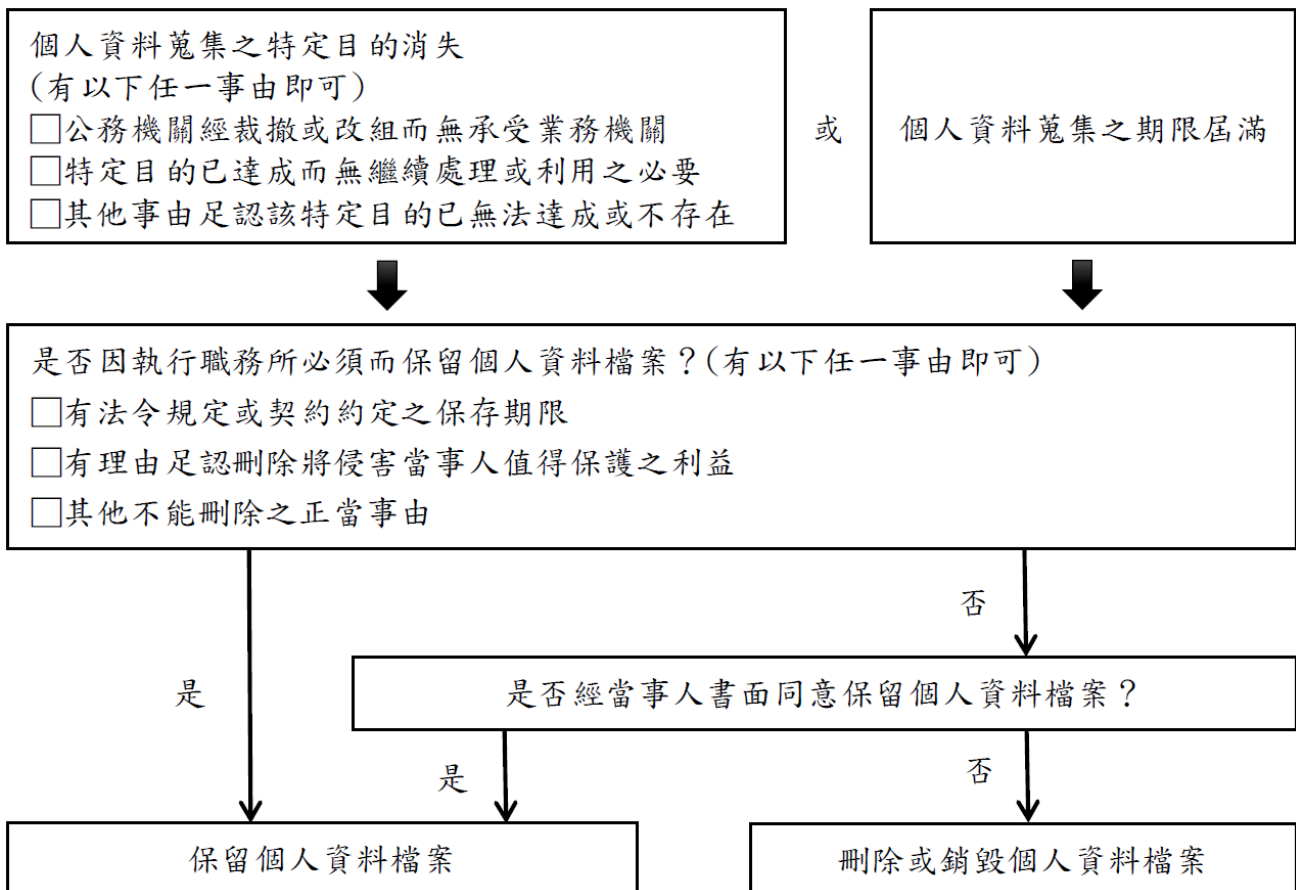 個人資料蒐集之特定目的消失
(有以下任一事由即可)
□公務機關經裁撤或改組而無承受業務機關
□特定目的已達成而無繼續處理或利用之必要
□其他事由足認該特定目的已無法達成或不存在
或
個人資料蒐集之期限屆滿
是否因執行職務所必須而保留個人資料檔案？(有以下任一事由即可)
□有法令規定或契約約定之保存期限
□有理由足認刪除將侵害當事人值得保護之利益
□其他不能刪除之正當事由
否
是
是否經當事人書面同意保留個人資料檔案？
是
否
保留個人資料檔案
刪除或銷毀個人資料檔案